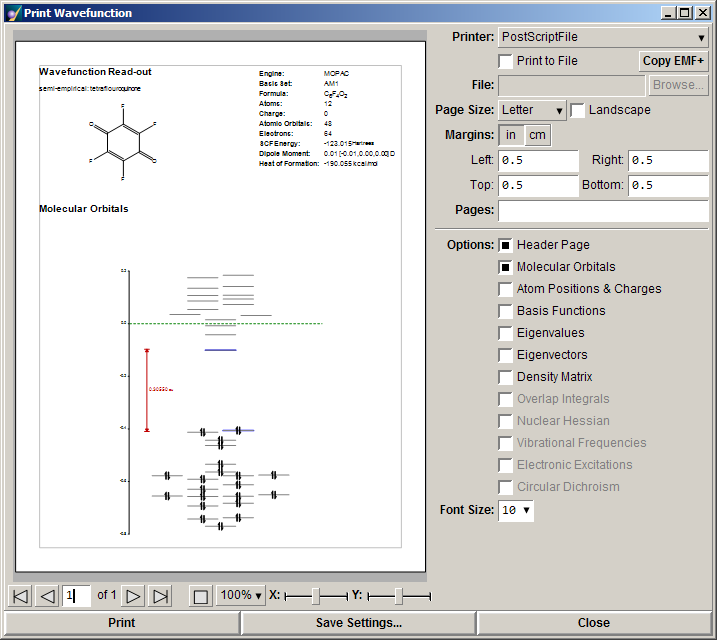 Print Wavefunction
Wavefunction Read-out
semi-empirical: tetraflouroquinone
Engine: MOPAC
Basis Set: AM1
Formula: C6F4O2
Atoms: 12
Charge: 0
Atomic Orbitals: 48
Electrons: 64
SCF Energy: -123.015 Hartrees
Dipole Moment: 0.01 [-0.01, 0.00, 0.00] D
Heat of Formation: -190.055 kcal/mol
F
O
F
F
O
F
Molecular Orbitals
Printer: PostScriptFile
Print to File
Copy EMF+
File:
Browse...
Page Size: Letter
Landscape
Margins: in cm
Left: 0.5 Right: 0.5
Top: 0.5 Bottom: 0.5
Pages:
Options: Header Page
Molecular Orbitals
Atom Positions & Charges
Basis Functions
Eigenvalues
Eigenvectors
Density Matrix
Overlap Integrals
Nuclear Hessian
Vibrational Frequencies
Electronic Excitations
Circular Dichroism
Font Size: 10
1 of 1 100% X: Y:
Print Save Settings... Close